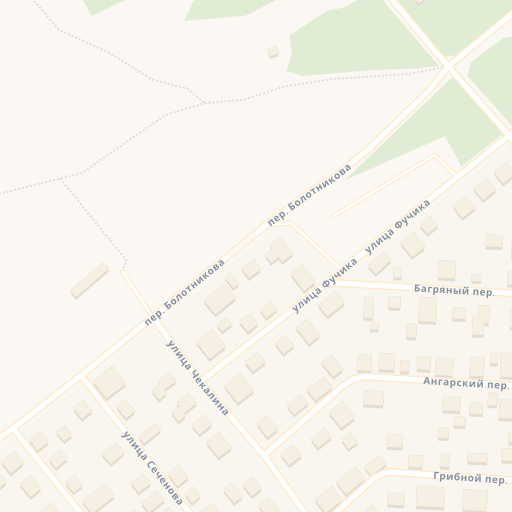 пер. Болотникова
улица Фучика
пер. Болотникова
улица Фучика
Багряный пер.
улица Чекалина
Ангарский пер.
улица Сеченова
Грибной пер.